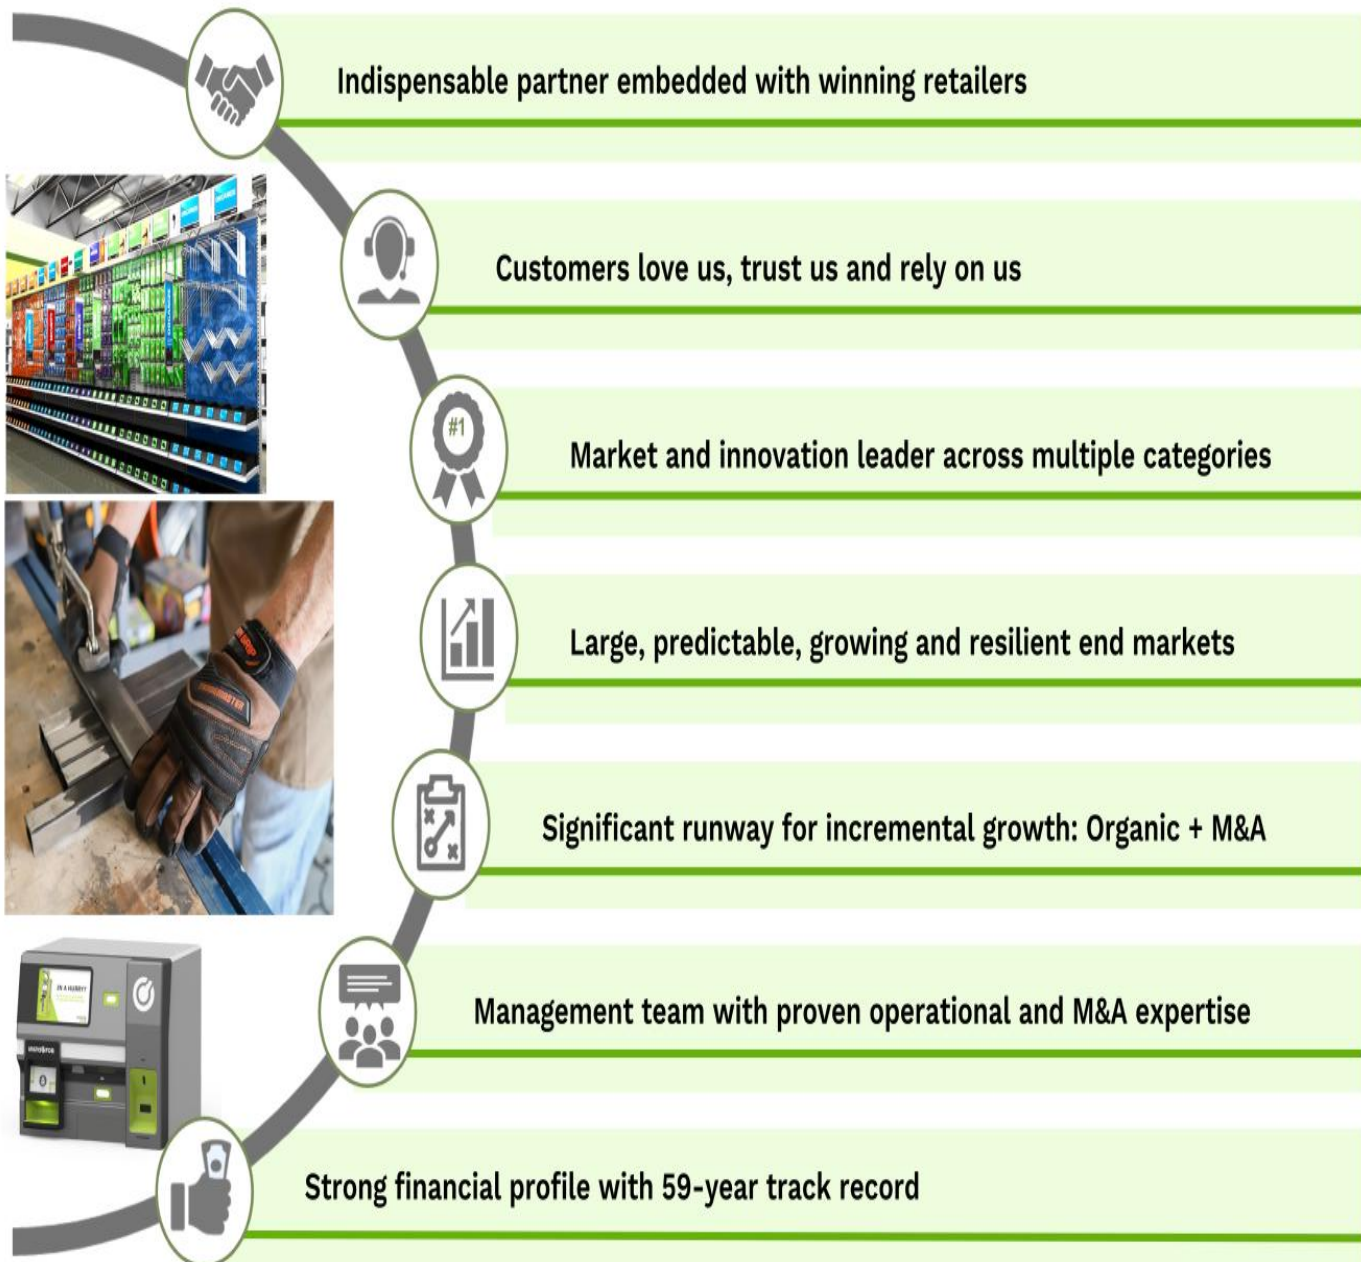 Indispensable partner embedded with winning retailers
Customers love us, trust us and rely on us
#1
Market and innovation leader across multiple categories
Large, predictable, growing and resilient end markets
Significant runway for incremental growth: Organic + M&A
Management team with proven operational and M&A expertise
IN A HURRY?
Strong financial profile with 59-year track record